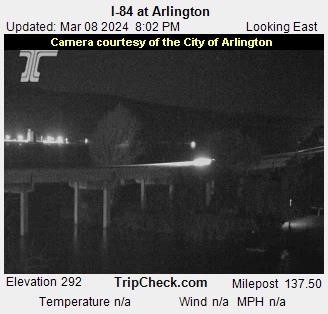 I-84 at Arlington
Updated: Mar 08 2024 8:02 PM Looking East
Camera courtesy of the City of Arlington
Elevation 292 TripCheck.com Milepost 137.50
Temperature n/a Wind n/a MPH n/a